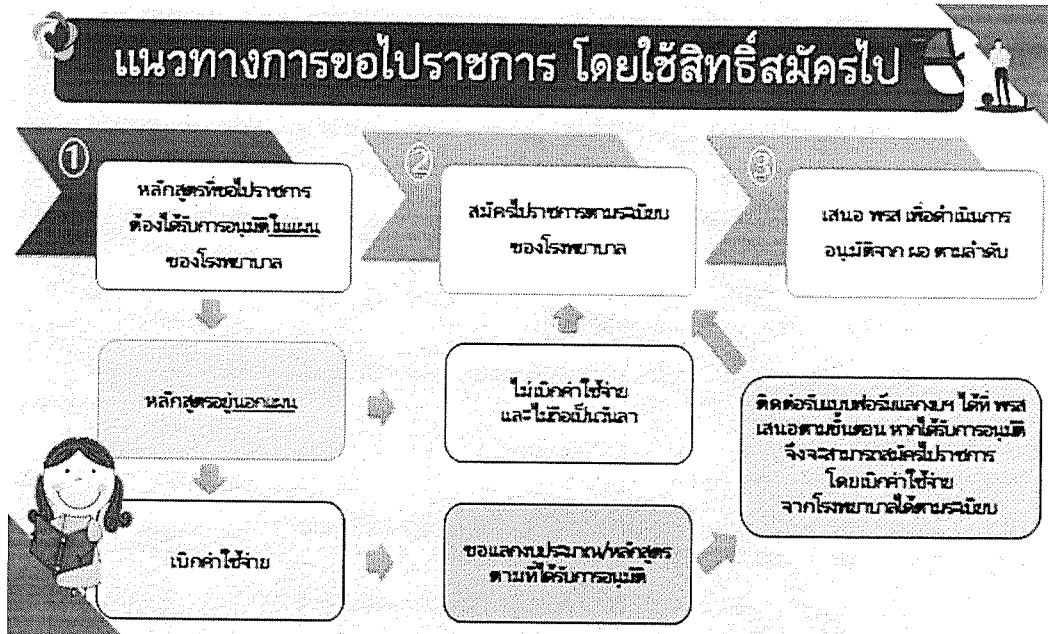 แนวทางการขอไปราชการ โดยใช้สิทธิ์สมัครไป
1
หลักสูตรที่ขอไปราชการ
ต้องได้รับการอนุมัติในแผน
ของโรงพยาบาล
2
สมัครไปราชการตามระเบียบ
ของโรงพยาบาล
3
เสนอ พรส เพื่อดำเนินการ
อนุมัติจาก ผอ ตามลำดับ
หลักสูตรอยู่นอกแผน
ไม่เบิกค่าใช้จ่าย
และไม่ถือเป็นวันลา
ติดต่อรับแบบฟอร์มแลกงบฯ ได้ที่ พรส
เสนอตามขั้นตอน หากได้รับการอนุมัติ
จึงจะสามารถสมัครไปราชการ
โดยเบิกค่าใช้จ่าย
จากโรงพยาบาลได้ตามระเบียบ
เบิกค่าใช้จ่าย
ขอแลกงบประมาณ/หลักสูตร
ตามที่ได้รับการอนุมัติ